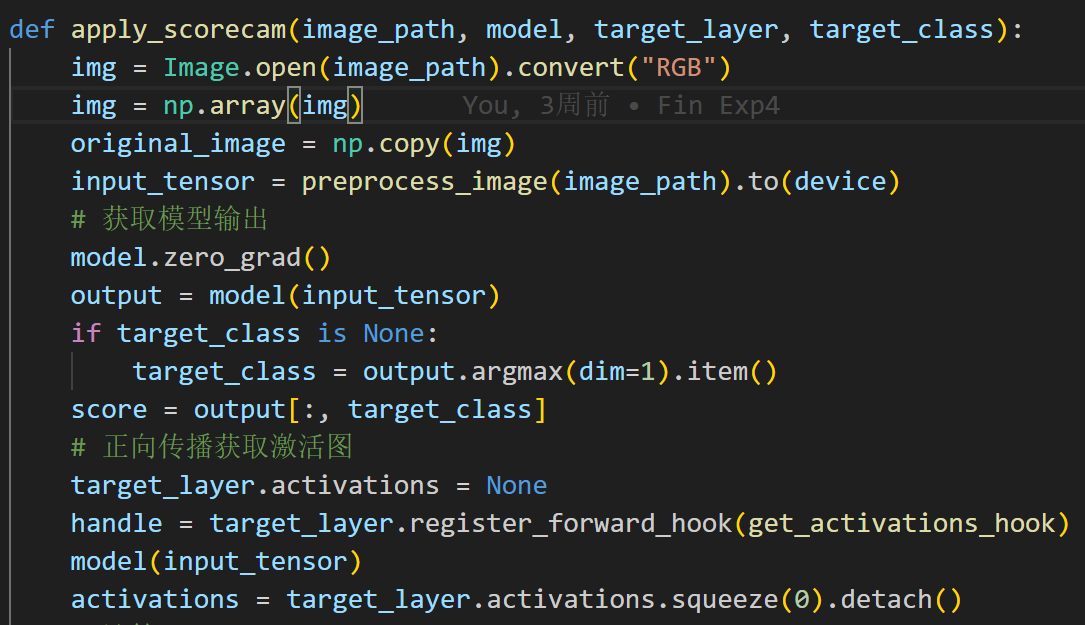 def apply_scorecam(image_path, model, target_layer, target_class):
    img = Image.open(image_path).convert("RGB")
    img = np.array(img)    You, 3周前 • Fin Exp4
    original_image = np.copy(img)
    input_tensor = preprocess_image(image_path).to(device)
    # 获取模型输出
    model.zero_grad()
    output = model(input_tensor)
    if target_class is None:
        target_class = output.argmax(dim=1).item()
    score = output[:, target_class]
    # 正向传播获取激活图
    target_layer.activations = None
    handle = target_layer.register_forward_hook(get_activations_hook)
    model(input_tensor)
    activations = target_layer.activations.squeeze(0).detach()